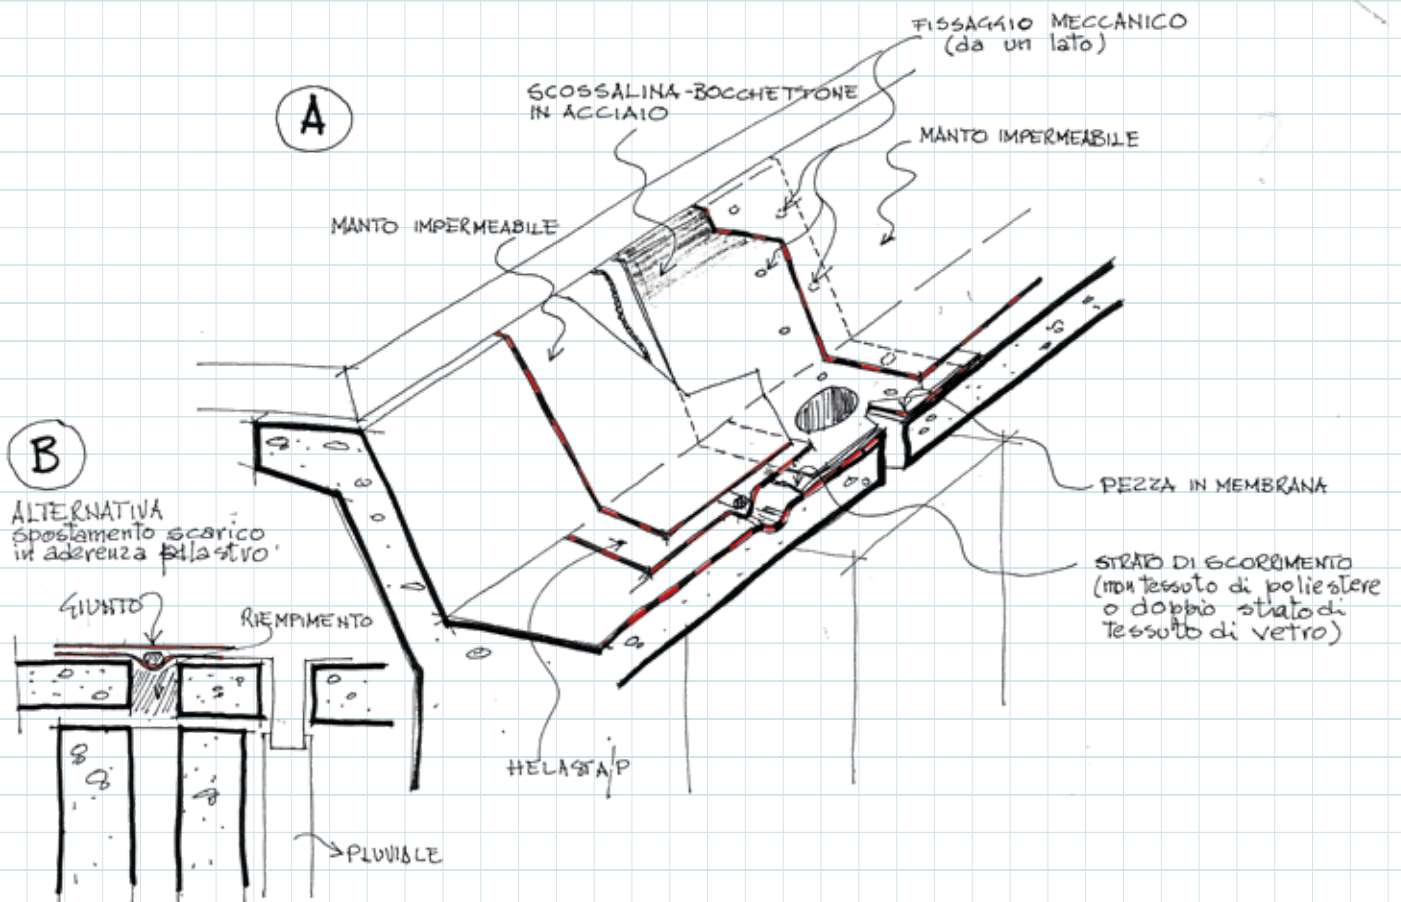 FISSAGGIO MECCANICO
(da un lato)
A
SCOSSALINA-BOCCHETTONE
IN ACCIAIO
MANTO IMPERMEABILE
MANTO IMPERMEABILE
B
ALTERNATIVA
spostamento scarico
in aderenza pilastro
PEZZA IN MEMBRANA
STRATO DI SCORRIMENTO
(non tessuto di poliestere
o doppio strato di
tessuto di vetro)
GIUNTO
RIEMPIMENTO
HELASTA/P
PLUVIALE